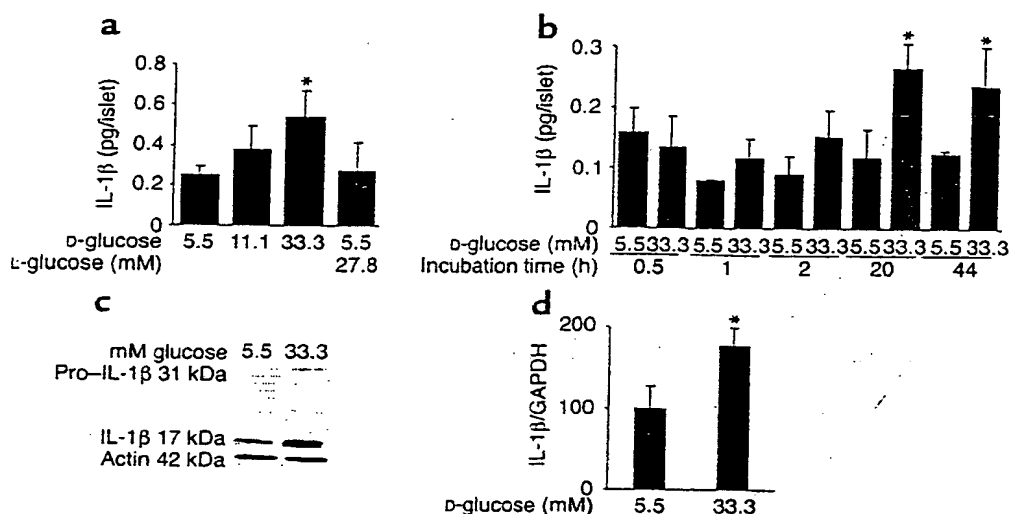 a
IL-1β (pg/islet)
0.8
0.6
0.4
0.2
0
*
D-glucose 5.5 11.1 33.3 5.5
L-glucose (mM) 27.8
b
IL-1β (pg/islet)
0.3
0.2
0.1
0
* *
D-glucose (mM) 5.5 33.3 5.5 33.3 5.5 33.3 5.5 33.3 5.5 33.3
Incubation time (h) 0.5 1 2 20 44
c
mM glucose 5.5 33.3
Pro–IL-1β 31 kDa
IL-1β 17 kDa
Actin 42 kDa
d
IL-1β/GAPDH
200
100
0
*
D-glucose (mM) 5.5 33.3